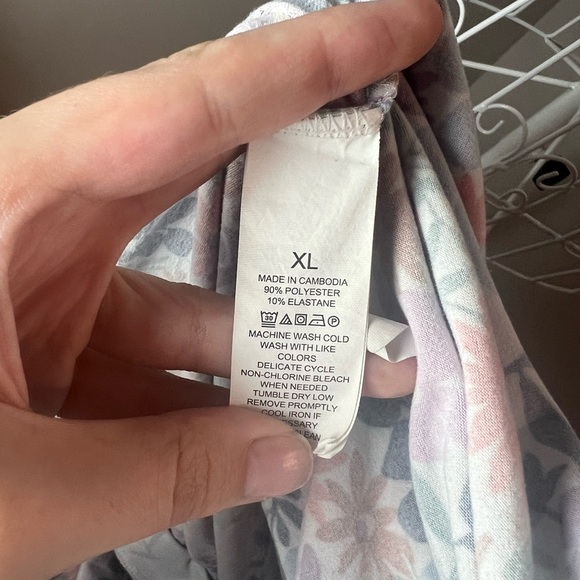 XL
MADE IN CAMBODIA
90% POLYESTER
10% ELASTANE
30 P
MACHINE WASH COLD
WASH WITH LIKE
COLORS
DELICATE CYCLE
NON-CHLORINE BLEACH
WHEN NEEDED
TUMBLE DRY LOW
REMOVE PROMPTLY
COOL IRON IF